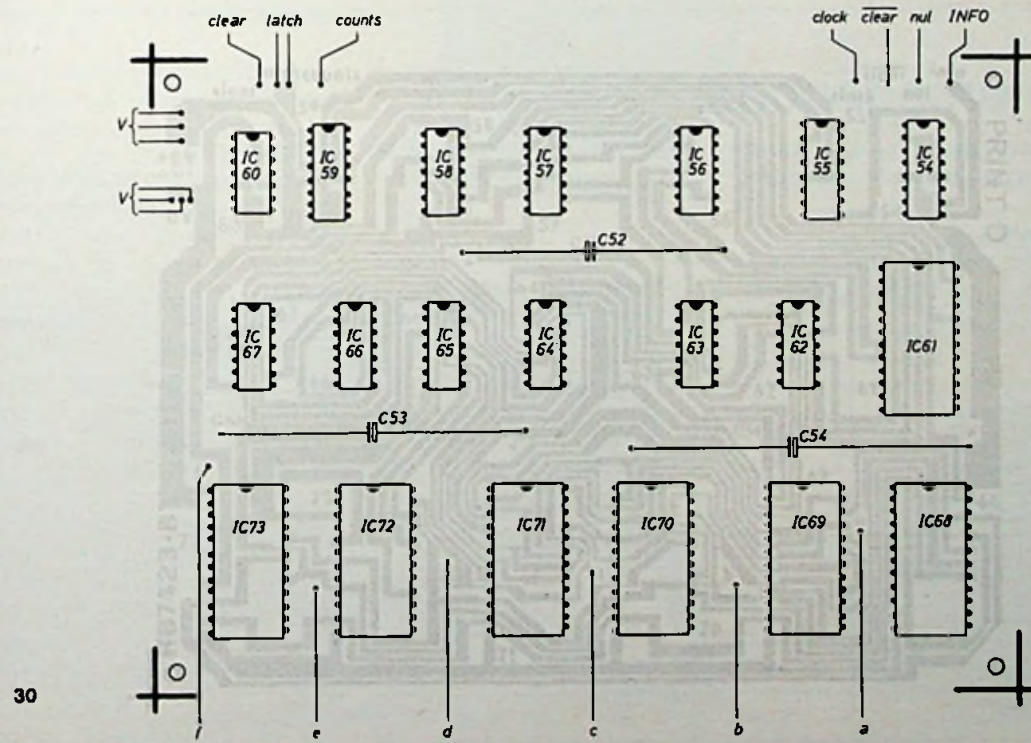 clear latch counts clock clear nul INFO
V
IC 60 IC 59 IC 58 IC 57 IC 56 IC 55 IC 54
V
PRINT O
C52
IC 67 IC 66 IC 65 IC 64 IC 63 IC 62 IC61
C53
C54
IC73 IC72 IC71 IC70 IC69 IC68
30
f e d c b a